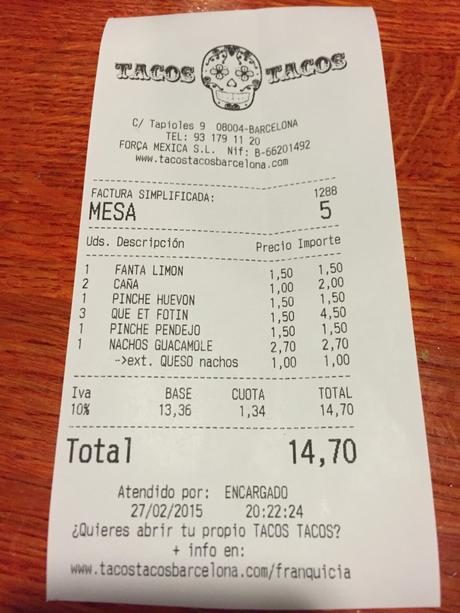 TACOS TACOS
C/ Tapioles 9 08004-BARCELONA
TEL: 93 179 11 20
FORÇA MEXICA S.L. Nif: B-66201492
www.tacostacosbarcelona.com
FACTURA SIMPLIFICADA: 1288
MESA 5
Uds. Descripción Precio Importe
1 FANTA LIMON 1,50 1,50
2 CAÑA 1,00 2,00
1 PINCHE HUEVON 1,50 1,50
3 QUE ET FOTIN 1,50 4,50
1 PINCHE PENDEJO 1,50 1,50
1 NACHOS GUACAMOLE 2,70 2,70
->ext. QUESO nachos 1,00 1,00
Iva BASE CUOTA TOTAL
10% 13,36 1,34 14,70
Total 14,70
Atendido por: ENCARGADO
27/02/2015 20:22:24
¿Quieres abrir tu propio TACOS TACOS?
+ info en:
www.tacostacosbarcelona.com/franquicia